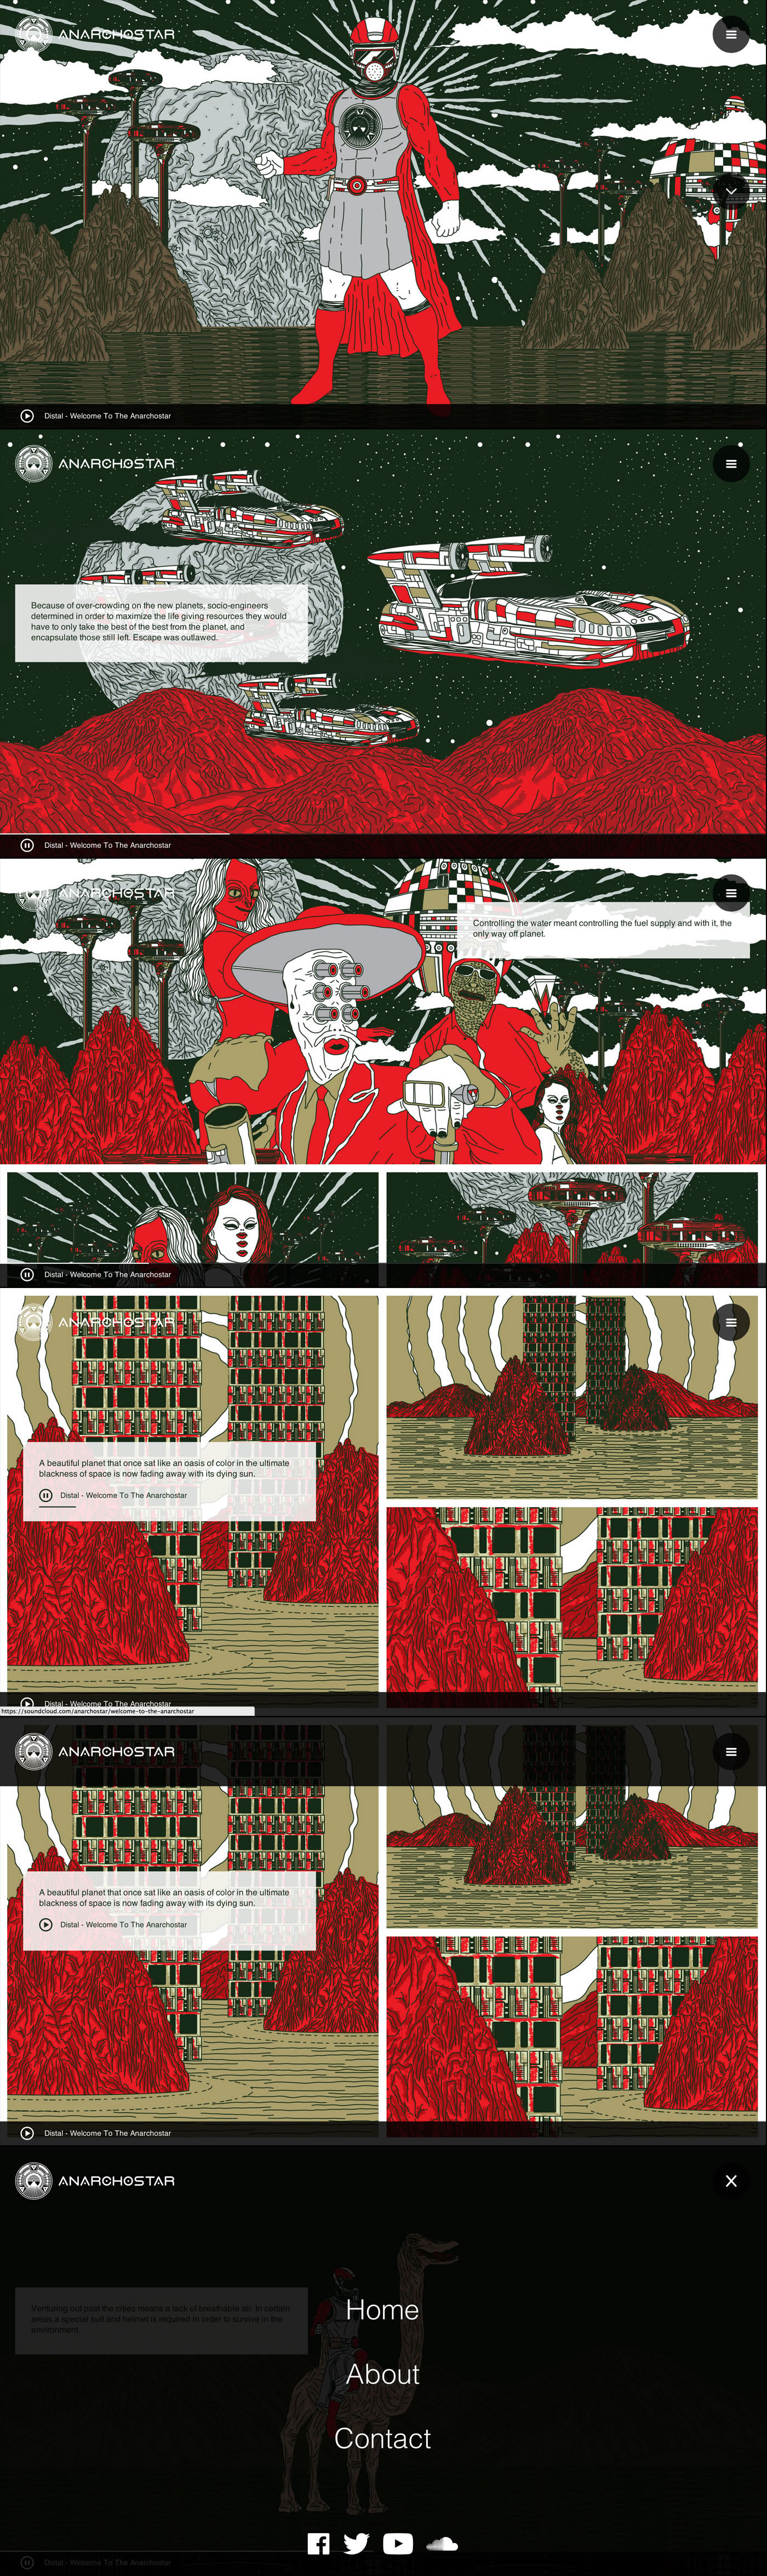 ANARCHOSTAR
Distal - Welcome To The Anarchostar
ANARCHOSTAR
Because of over-crowding on the new planets, socio-engineers
determined in order to maximize the life giving resources they would
have to only take the best of the best from the planet, and
encapsulate those still left. Escape was outlawed.
Distal - Welcome To The Anarchostar
ANARCHOSTAR
Controlling the water meant controlling the fuel supply and with it, the
only way off planet.
Distal - Welcome To The Anarchostar
ANARCHOSTAR
A beautiful planet that once sat like an oasis of color in the ultimate
blackness of space is now fading away with its dying sun.
Distal - Welcome To The Anarchostar
Distal - Welcome To The Anarchostar
https://soundcloud.com/anarchostar/welcome-to-the-anarchostar
ANARCHOSTAR
A beautiful planet that once sat like an oasis of color in the ultimate
blackness of space is now fading away with its dying sun.
Distal - Welcome To The Anarchostar
Distal - Welcome To The Anarchostar
ANARCHOSTAR
Venturing out past the cities means a lack of breathable air. In certain
areas a special suit and helmet is required in order to survive in the
environment.
Home
About
Contact
Distal - Welcome To The Anarchostar